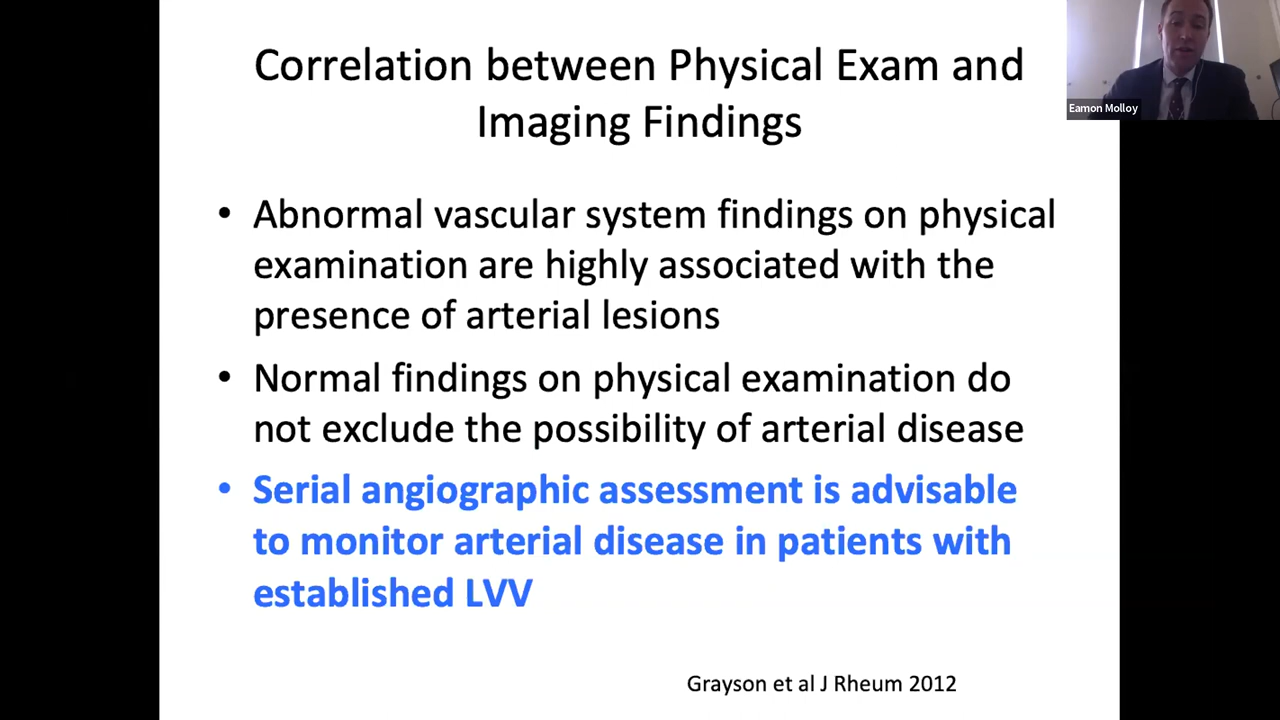 Correlation between Physical Exam and
Imaging Findings
Eamon Molloy
• Abnormal vascular system findings on physical
examination are highly associated with the
presence of arterial lesions
• Normal findings on physical examination do
not exclude the possibility of arterial disease
• Serial angiographic assessment is advisable
to monitor arterial disease in patients with
established LVV
Grayson et al J Rheum 2012